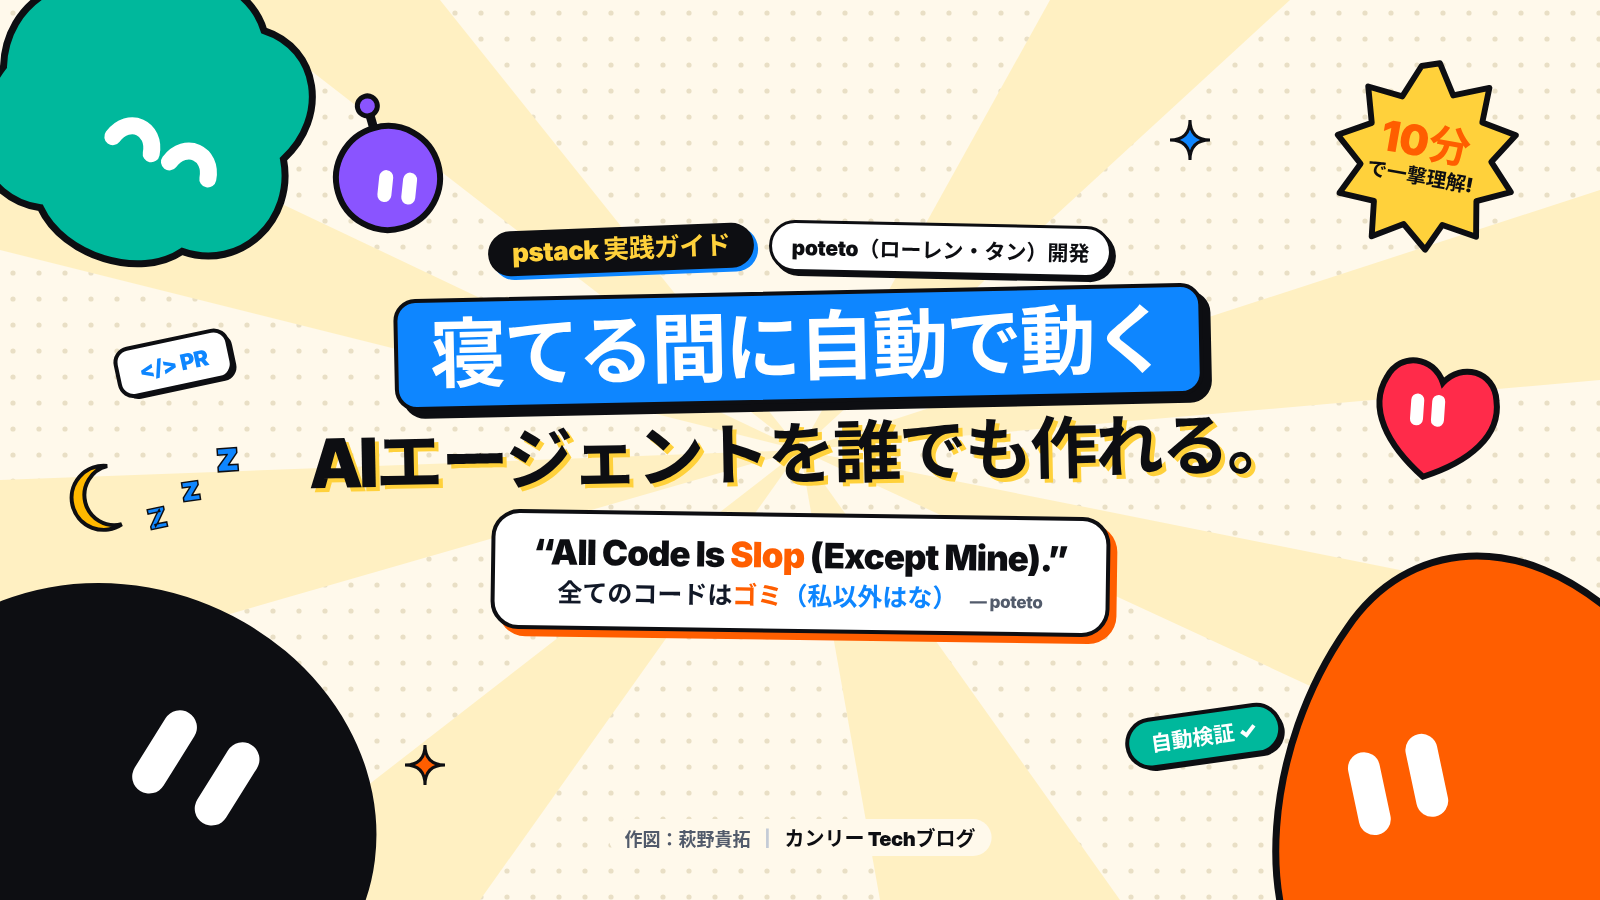 10分
で一撃理解!
pstack 実践ガイド
poteto（ローレン・タン）開発
寝てる間に自動で動く
</> PR
AIエージェントを誰でも作れる。
z
z
z
“All Code Is Slop (Except Mine).”
全てのコードはゴミ（私以外はな） —poteto
自動検証 ✓
作図：萩野貴拓 | カンリー Techブログ